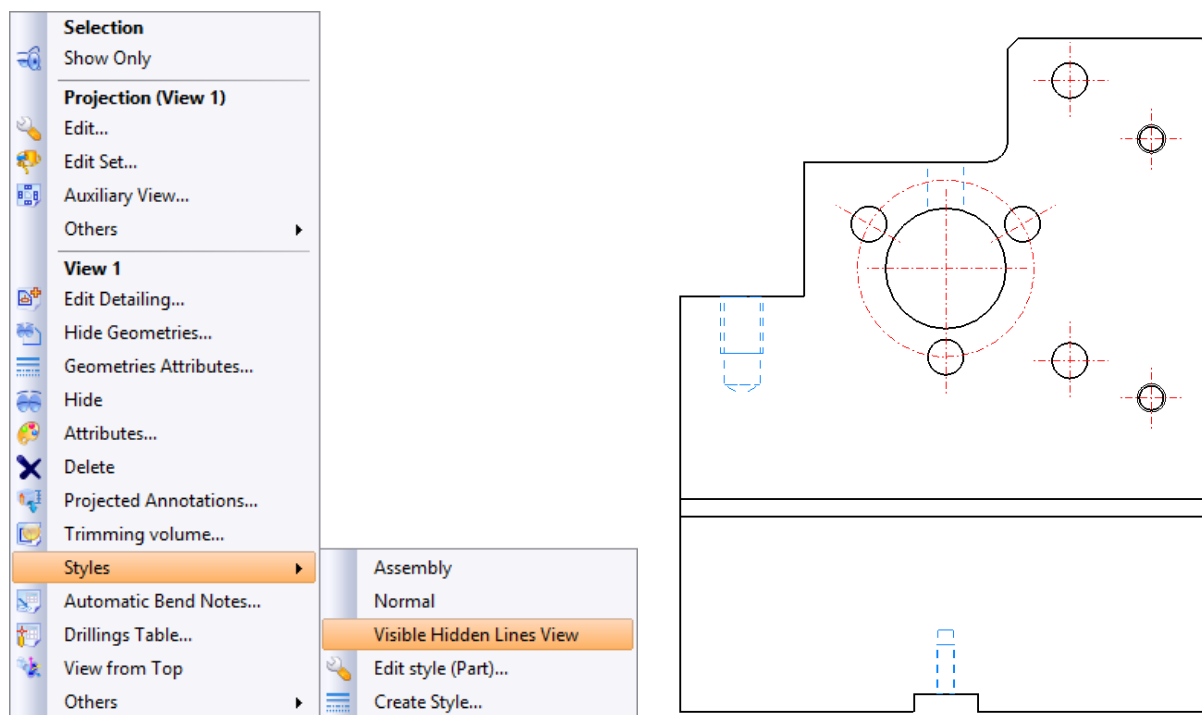 Selection
Show Only
Projection (View 1)
Edit...
Edit Set...
Auxiliary View...
Others
View 1
Edit Detailing...
Hide Geometries...
Geometries Attributes...
Hide
Attributes...
Delete
Projected Annotations...
Trimming volume...
Styles
Automatic Bend Notes...
Drillings Table...
View from Top
Others
Assembly
Normal
Visible Hidden Lines View
Edit style (Part)...
Create Style...